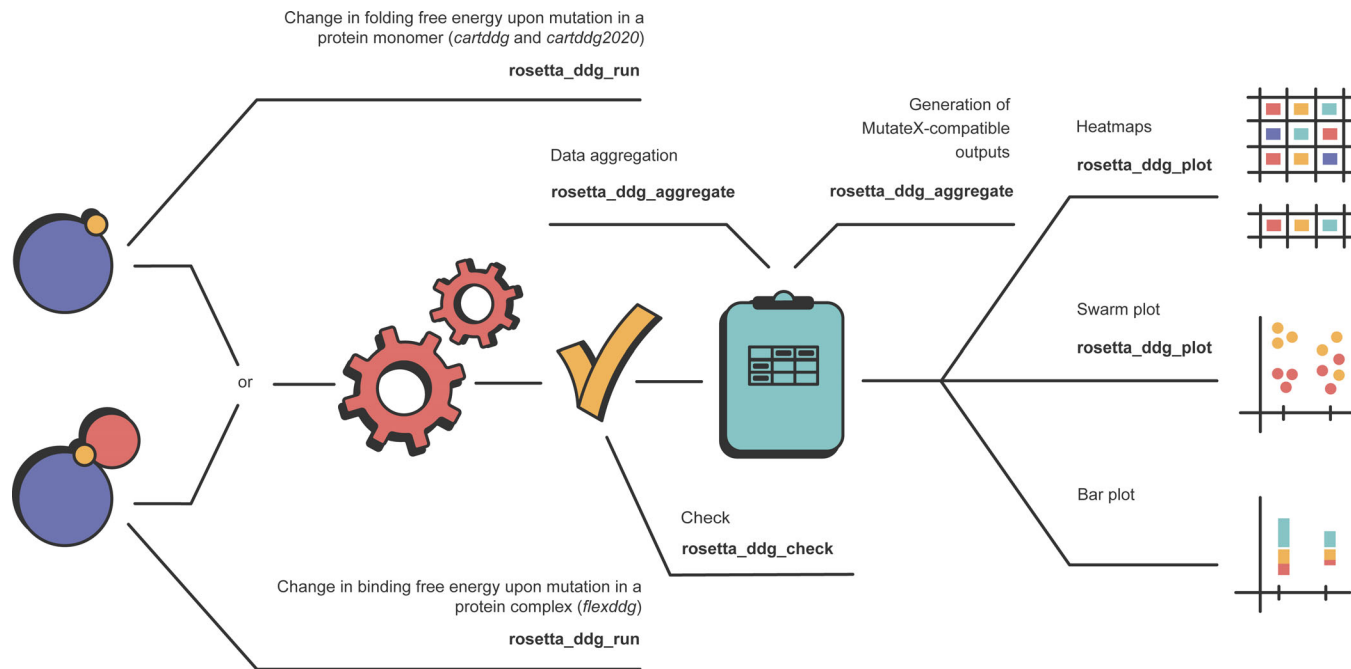 Change in folding free energy upon mutation in a
protein monomer (cartddg and cartddg2020)
rosetta_ddg_run
Generation of
MutateX-compatible
outputs
rosetta_ddg_aggregate
Data aggregation
rosetta_ddg_aggregate
Heatmaps
rosetta_ddg_plot
Swarm plot
rosetta_ddg_plot
or
Bar plot
Check
rosetta_ddg_check
Change in binding free energy upon mutation in a
protein complex (flexddg)
rosetta_ddg_run